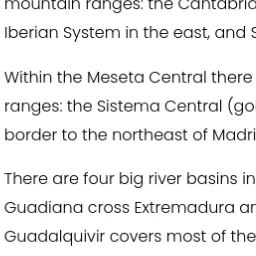 mountain ranges: the Cantabria
Iberian System in the east, and
Within the Meseta Central there
ranges: the Sistema Central (goi
border to the northeast of Madri
There are four big river basins in
Guadiana cross Extremadura an
Guadalquivir covers most of the